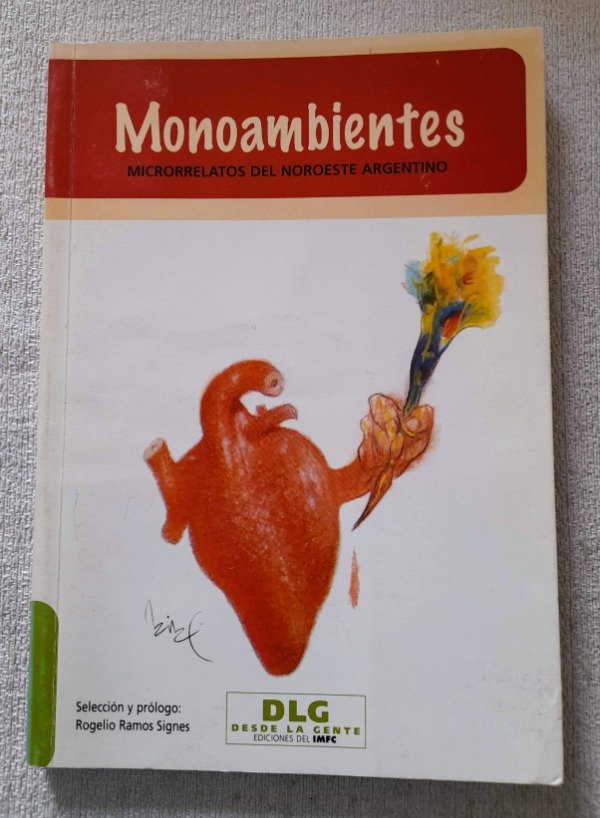 Monoambientes
MICRORRELATOS DEL NOROESTE ARGENTINO
Selección y prólogo:
Rogelio Ramos Signes
DLG
DESDE LA GENTE
EDICIONES DEL IMFC